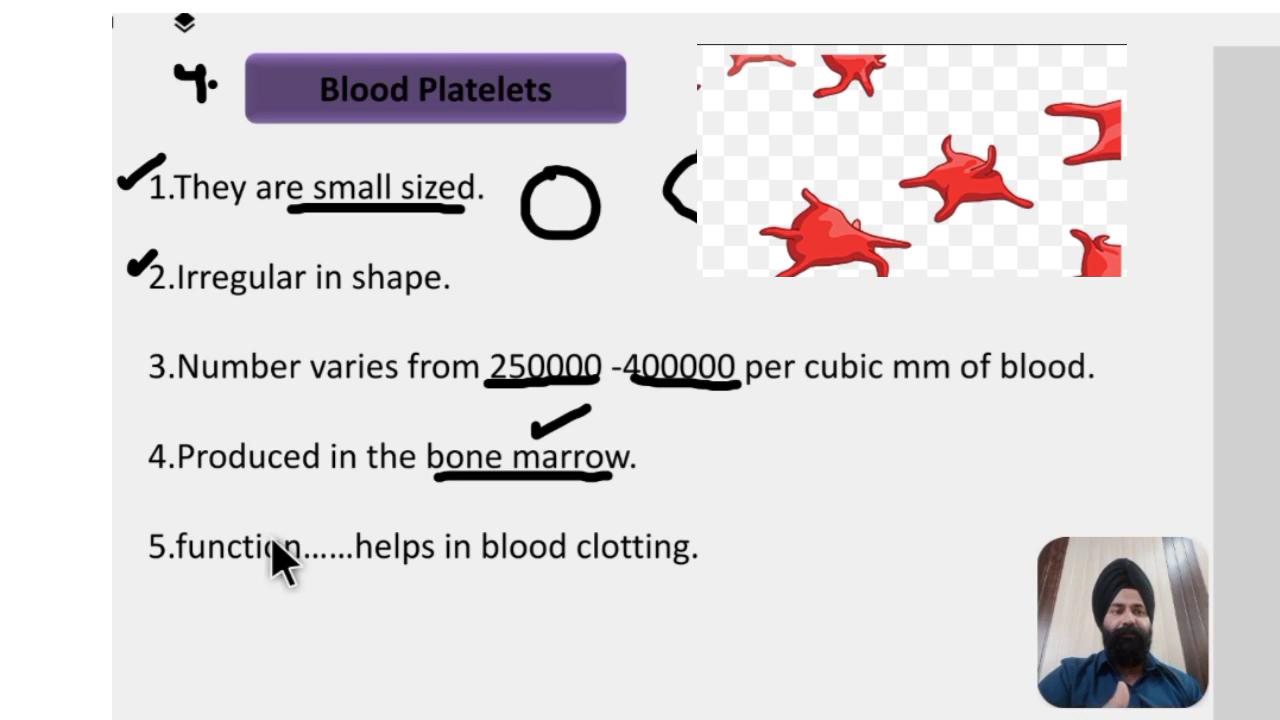 4.
Blood Platelets
1.They are small sized.
2.Irregular in shape.
3.Number varies from 250000 -400000 per cubic mm of blood.
4.Produced in the bone marrow.
5.function......helps in blood clotting.